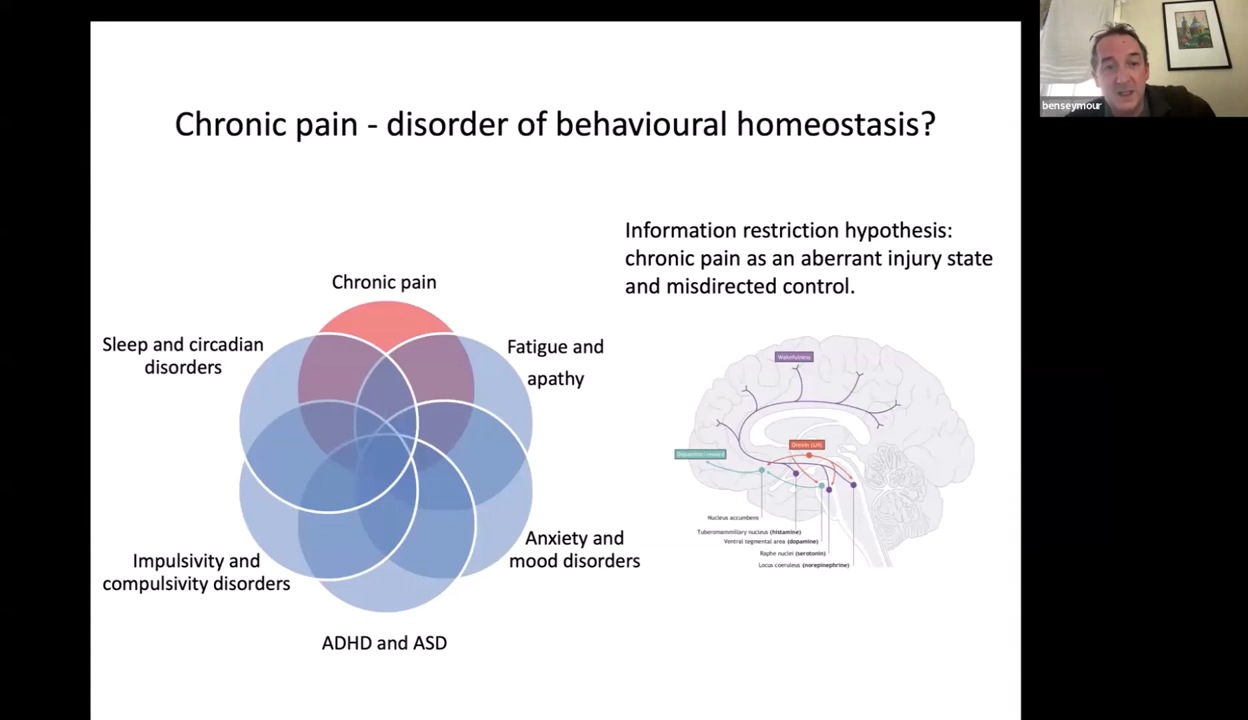 benseymour
Chronic pain - disorder of behavioural homeostasis?
Information restriction hypothesis:
chronic pain as an aberrant injury state
and misdirected control.
Chronic pain
Sleep and circadian
disorders
Fatigue and
apathy
Impulsivity and
compulsivity disorders
Anxiety and
mood disorders
ADHD and ASD
Wakefulness
Orexin (LH)
Dopamine/reward
Nucleus accumbens
Tuberomammillary nucleus (histamine)
Ventral tegmental area (dopamine)
Raphe nuclei (serotonin)
Locus coeruleus (norepinephrine)